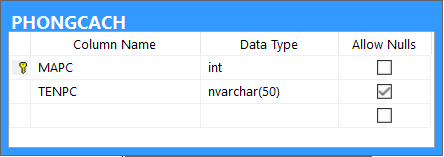 PHONGCACH
Column Name Data Type Allow Nulls
MAPC int
TENPC nvarchar(50)